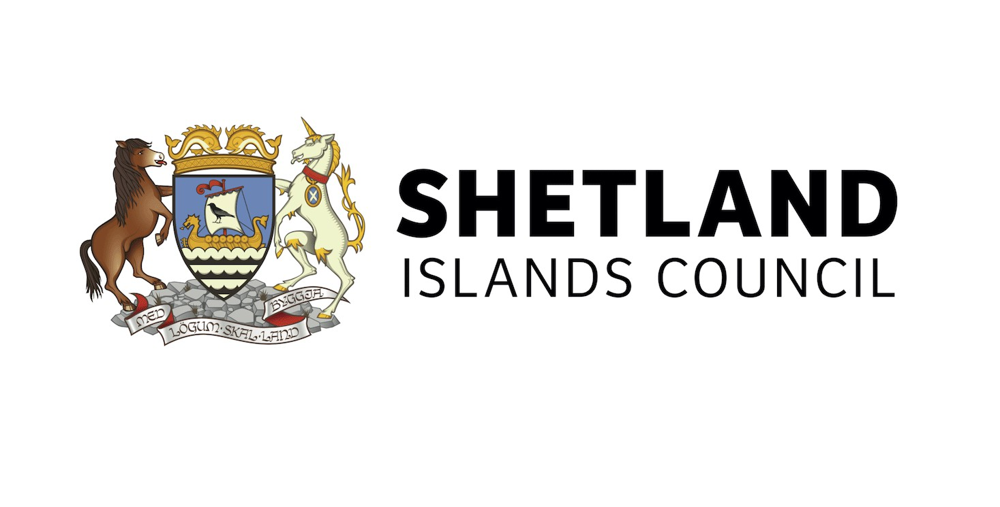 SHETLAND
ISLANDS COUNCIL
MED
LÖGUM·SKAL·LAND
BYGGJA